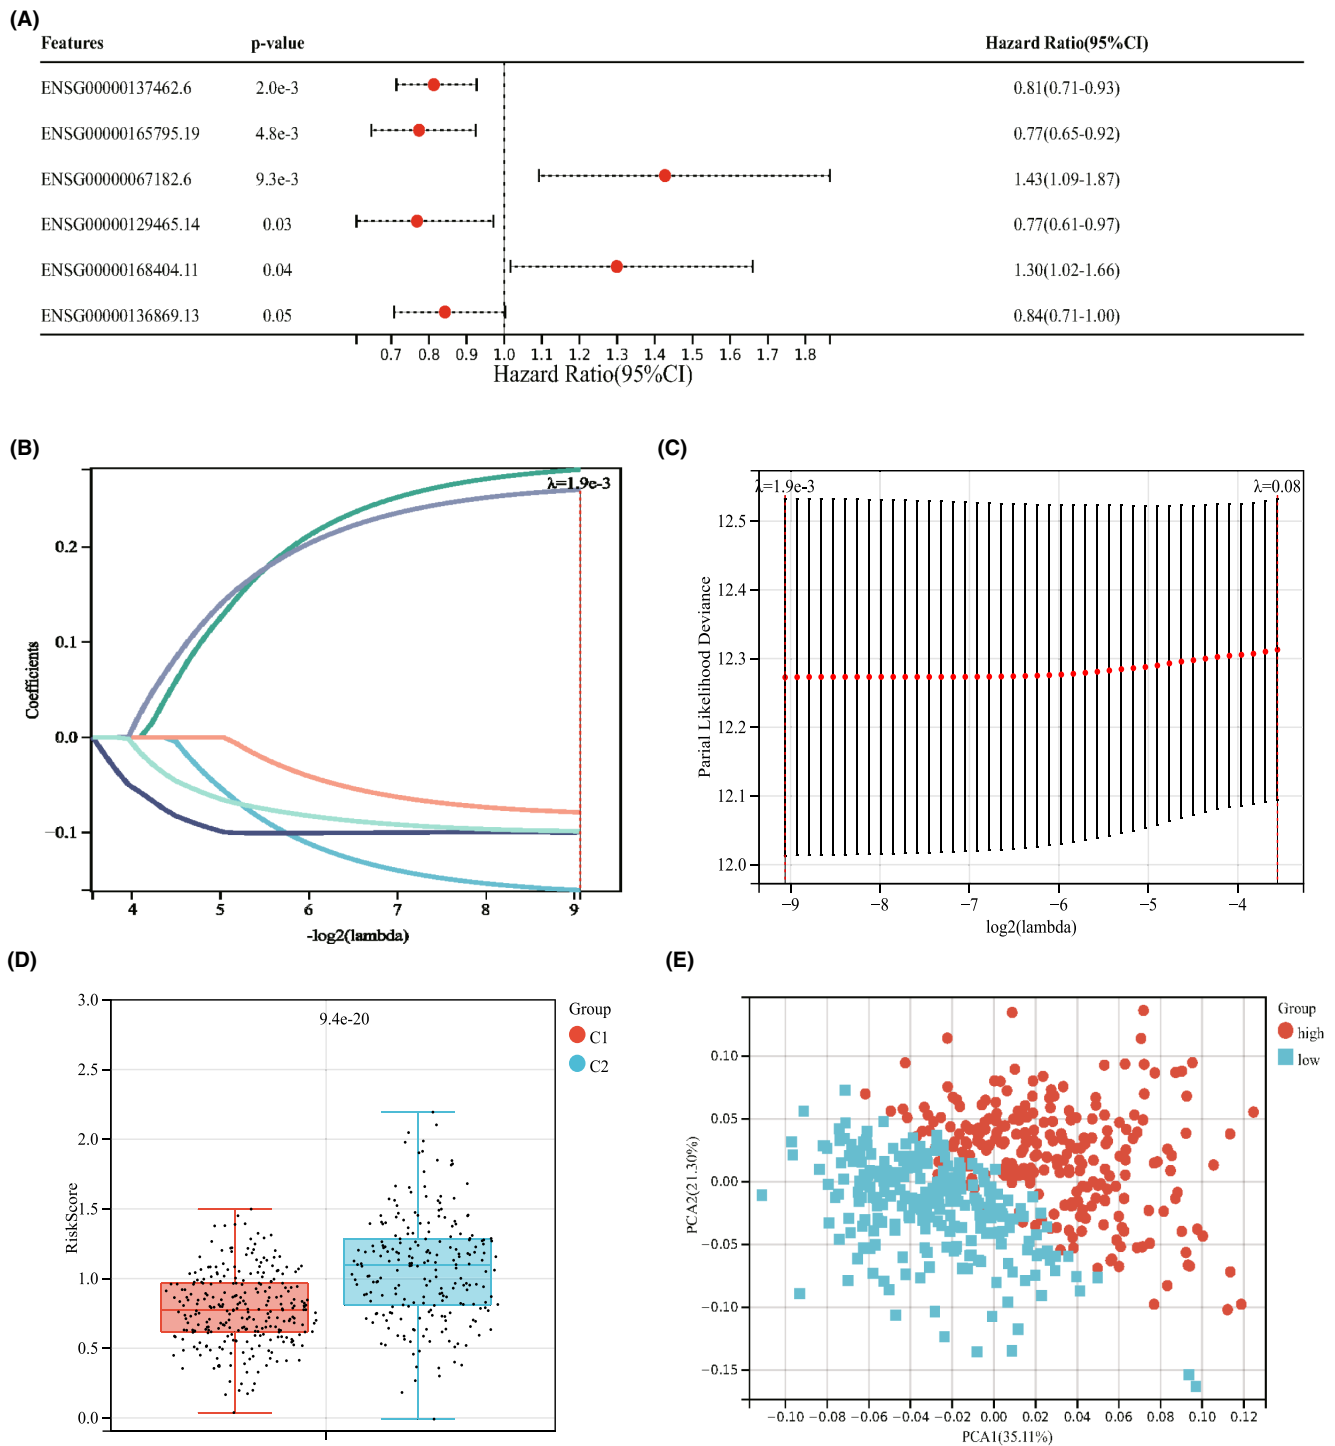 (A)
Features p-value Hazard Ratio(95%CI)
ENSG00000137462.6 2.0e-3 0.81(0.71-0.93)
ENSG00000165795.19 4.8e-3 0.77(0.65-0.92)
ENSG00000067182.6 9.3e-3 1.43(1.09-1.87)
ENSG00000129465.14 0.03 0.77(0.61-0.97)
ENSG00000168404.11 0.04 1.30(1.02-1.66)
ENSG00000136869.13 0.05 0.84(0.71-1.00)
0.7 0.8 0.9 1.0 1.1 1.2 1.3 1.4 1.5 1.6 1.7 1.8
Hazard Ratio(95%CI)
(B)
λ=1.9e-3
0.2
0.1
0.0
−0.1
Coefficients
4 5 6 7 8 9
-log2(lambda)
(C)
λ=1.9e-3 λ=0.08
12.5
12.4
12.3
12.2
12.1
12.0
Parial Likelihood Deviance
−9 −8 −7 −6 −5 −4
log2(lambda)
(D)
3.0
2.5
2.0
1.5
1.0
0.5
0.0
RiskScore
9.4e-20
Group
C1
C2
(E)
0.10
0.05
0.00
−0.05
−0.10
−0.15
PCA2(21.30%)
−0.10 −0.08 −0.06 −0.04 −0.02 0.00 0.02 0.04 0.06 0.08 0.10 0.12
PCA1(35.11%)
Group
high
low